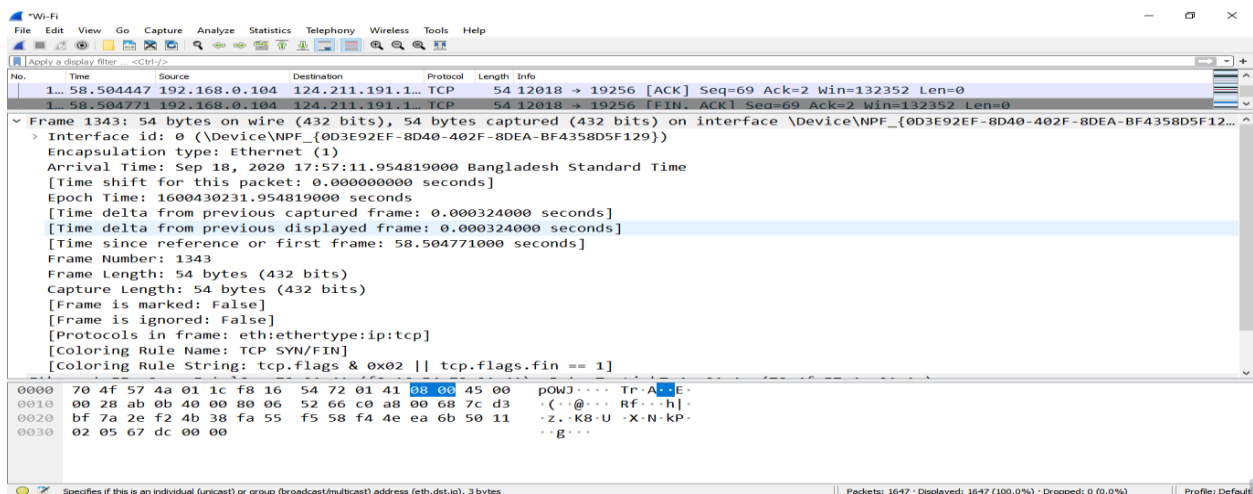 *Wi-Fi
File Edit View Go Capture Analyze Statistics Telephony Wireless Tools Help
Apply a display filter ... <Ctrl-/>
No. Time Source Destination Protocol Length Info
1… 58.504447 192.168.0.104 124.211.191.1… TCP 54 12018 → 19256 [ACK] Seq=69 Ack=2 Win=132352 Len=0
1… 58.504771 192.168.0.104 124.211.191.1… TCP 54 12018 → 19256 [FIN, ACK] Seq=69 Ack=2 Win=132352 Len=0
Frame 1343: 54 bytes on wire (432 bits), 54 bytes captured (432 bits) on interface \Device\NPF_{0D3E92EF-8D40-402F-8DEA-BF4358D5F12…
Interface id: 0 (\Device\NPF_{0D3E92EF-8D40-402F-8DEA-BF4358D5F129})
Encapsulation type: Ethernet (1)
Arrival Time: Sep 18, 2020 17:57:11.954819000 Bangladesh Standard Time
[Time shift for this packet: 0.000000000 seconds]
Epoch Time: 1600430231.954819000 seconds
[Time delta from previous captured frame: 0.000324000 seconds]
[Time delta from previous displayed frame: 0.000324000 seconds]
[Time since reference or first frame: 58.504771000 seconds]
Frame Number: 1343
Frame Length: 54 bytes (432 bits)
Capture Length: 54 bytes (432 bits)
[Frame is marked: False]
[Frame is ignored: False]
[Protocols in frame: eth:ethertype:ip:tcp]
[Coloring Rule Name: TCP SYN/FIN]
[Coloring Rule String: tcp.flags & 0x02 || tcp.flags.fin == 1]
0000 70 4f 57 4a 01 1c f8 16 54 72 01 41 08 00 45 00 pOWJ···· Tr·A··E·
0010 00 28 ab 0b 40 00 80 06 52 66 c0 a8 00 68 7c d3 ·(··@··· Rf···h|·
0020 bf 7a 2e f2 4b 38 fa 55 f5 58 f4 4e ea 6b 50 11 ·z.·K8·U ·X·N·kP·
0030 02 05 67 dc 00 00 ··g···
Specifies if this is an individual (unicast) or group (broadcast/multicast) address (eth.dst.ig), 3 bytes Packets: 1647 · Displayed: 1647 (100.0%) · Dropped: 0 (0.0%) Profile: Default